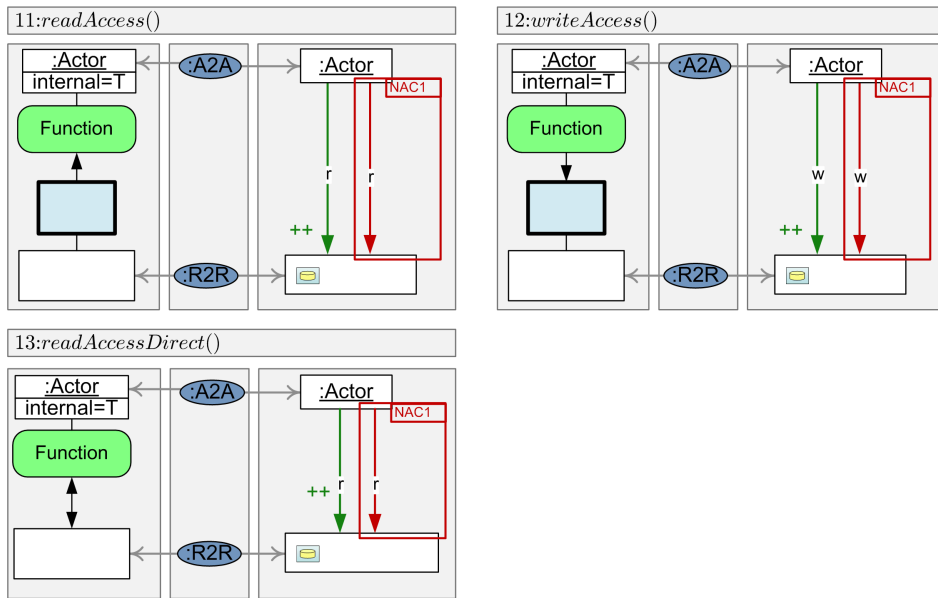 11:readAccess()
:Actor
internal=T
Function
:A2A
:R2R
:Actor
NAC1
r
r
++
12:writeAccess()
:Actor
internal=T
Function
:A2A
:R2R
:Actor
NAC1
w
w
++
13:readAccessDirect()
:Actor
internal=T
Function
:A2A
:R2R
:Actor
NAC1
++
r
r